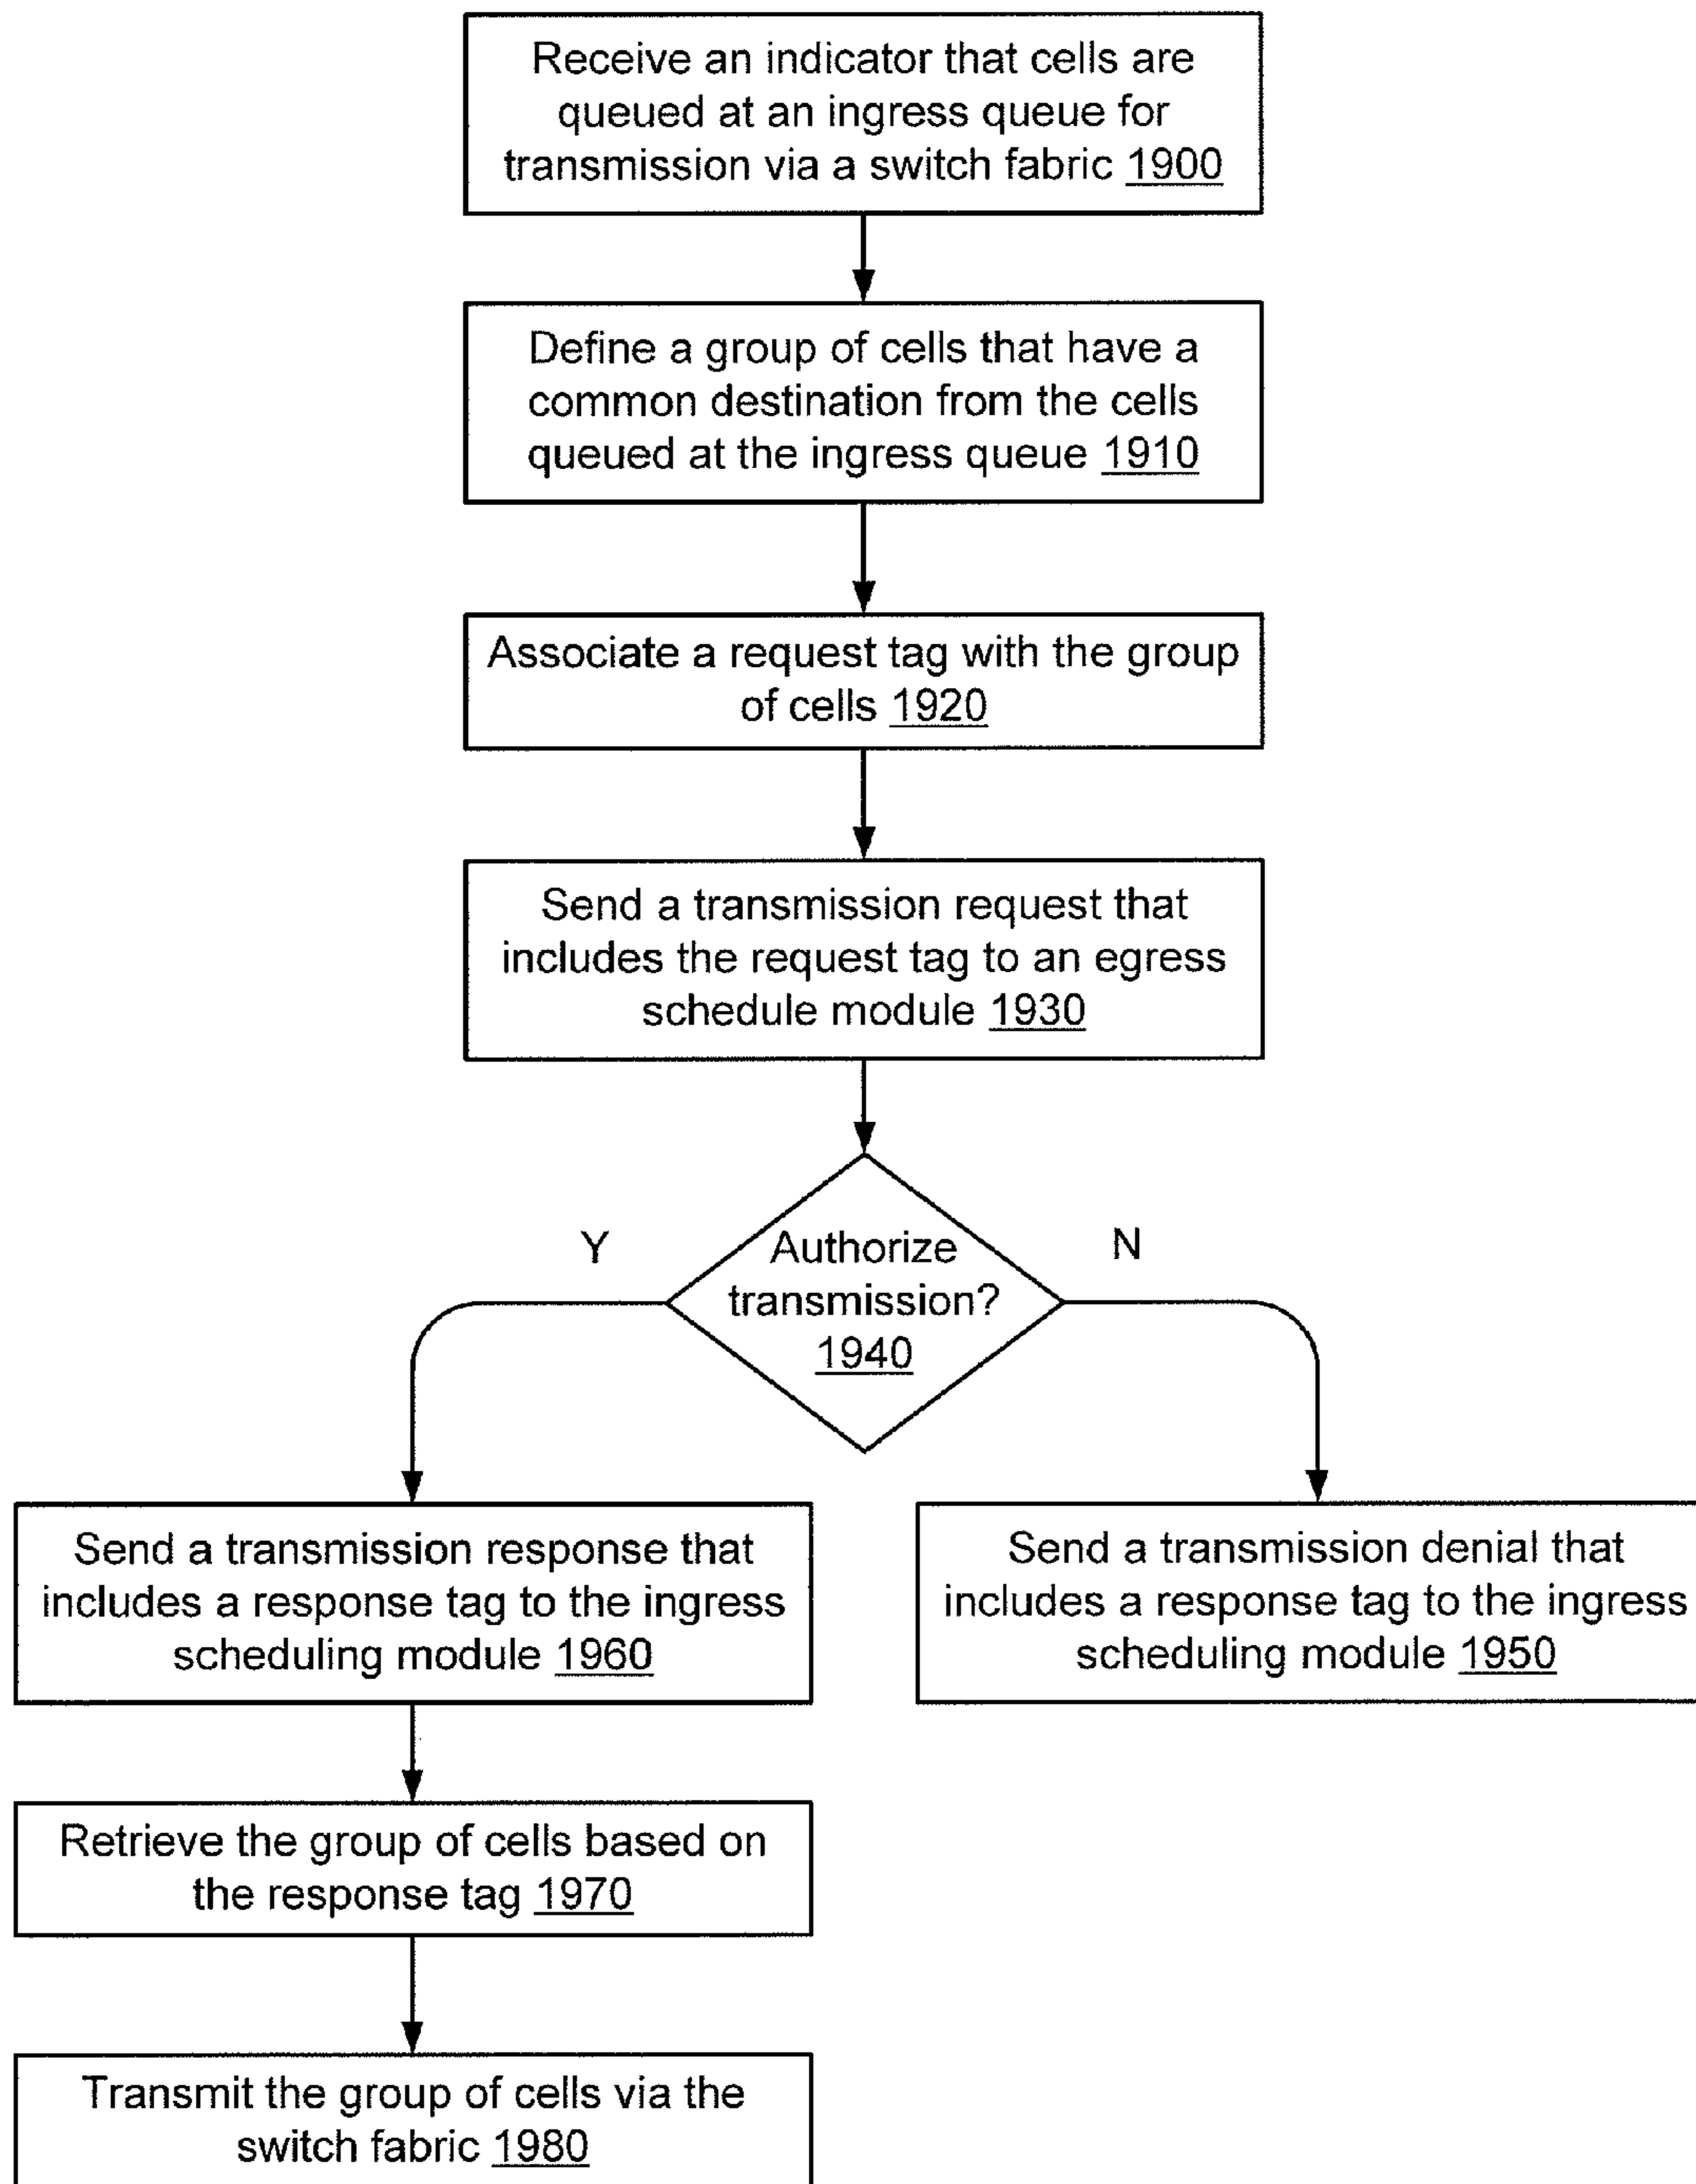 Receive an indicator that cells are
queued at an ingress queue for
transmission via a switch fabric 1900
Define a group of cells that have a
common destination from the cells
queued at the ingress queue 1910
Associate a request tag with the group
of cells 1920
Send a transmission request that
includes the request tag to an egress
schedule module 1930
Y
Authorize
transmission?
1940
N
Send a transmission response that
includes a response tag to the ingress
scheduling module 1960
Send a transmission denial that
includes a response tag to the ingress
scheduling module 1950
Retrieve the group of cells based on
the response tag 1970
Transmit the group of cells via the
switch fabric 1980